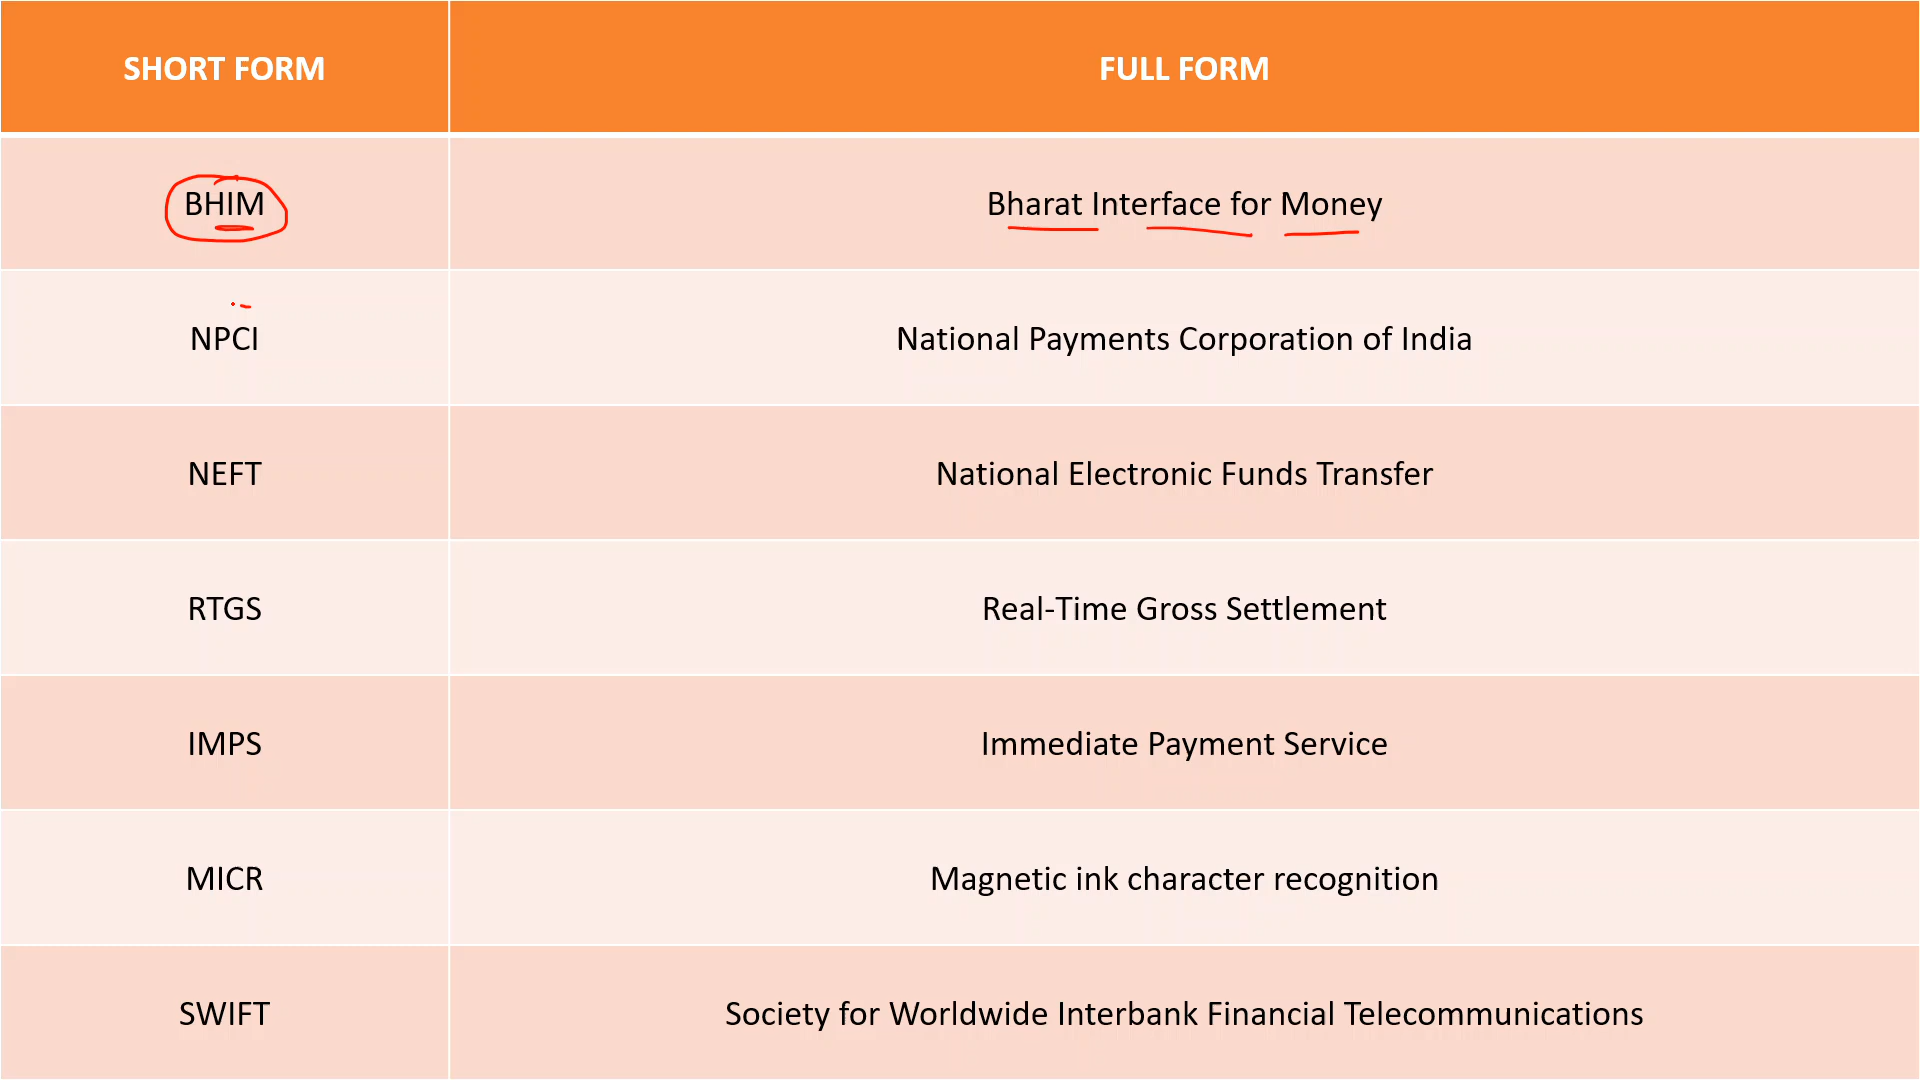 SHORT FORM FULL FORM
BHIM Bharat Interface for Money
NPCI National Payments Corporation of India
NEFT National Electronic Funds Transfer
RTGS Real-Time Gross Settlement
IMPS Immediate Payment Service
MICR Magnetic ink character recognition
SWIFT Society for Worldwide Interbank Financial Telecommunications